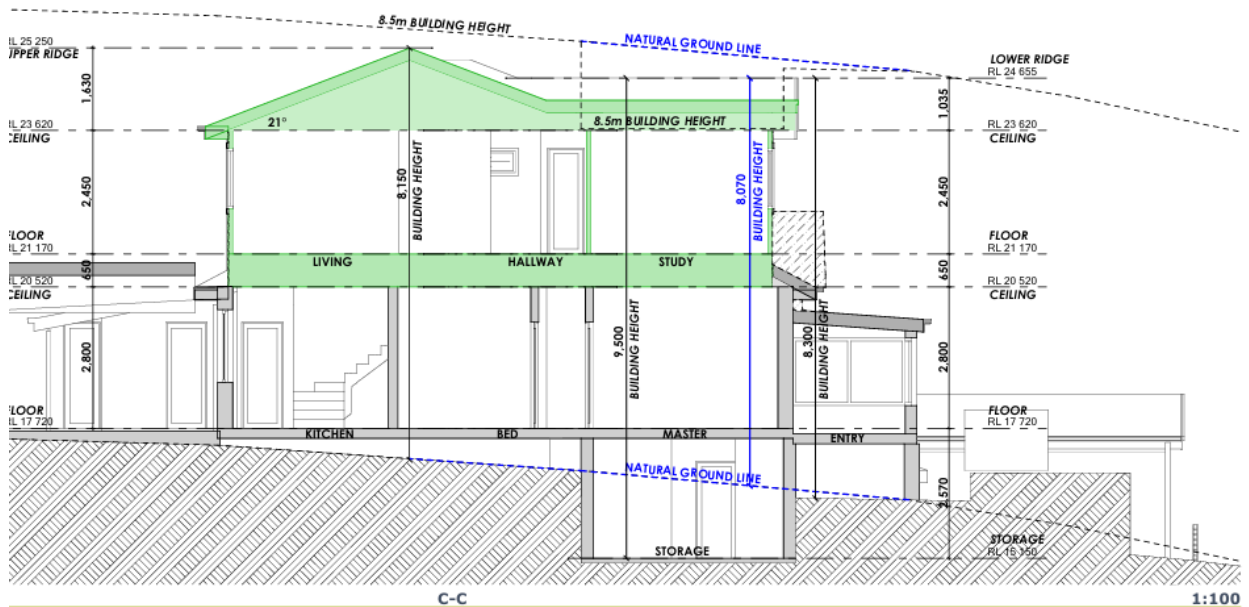 8.5m BUILDING HEIGHT
NATURAL GROUND LINE
RL 25 250
UPPER RIDGE
LOWER RIDGE
RL 24 655
1,630
1,035
21°
8.5m BUILDING HEIGHT
RL 23 620
CEILING
RL 23 620
CEILING
2,450
8,150
BUILDING HEIGHT
8,070
BUILDING HEIGHT
2,450
FLOOR
RL 21 170
FLOOR
RL 21 170
LIVING
HALLWAY
STUDY
650
650
RL 20 520
CEILING
RL 20 520
CEILING
2,800
9,500
BUILDING HEIGHT
8,300
BUILDING HEIGHT
2,800
FLOOR
RL 17 720
FLOOR
RL 17 720
KITCHEN
BED
MASTER
ENTRY
NATURAL GROUND LINE
2,570
STORAGE
STORAGE
RL 15 150
C-C
1:100